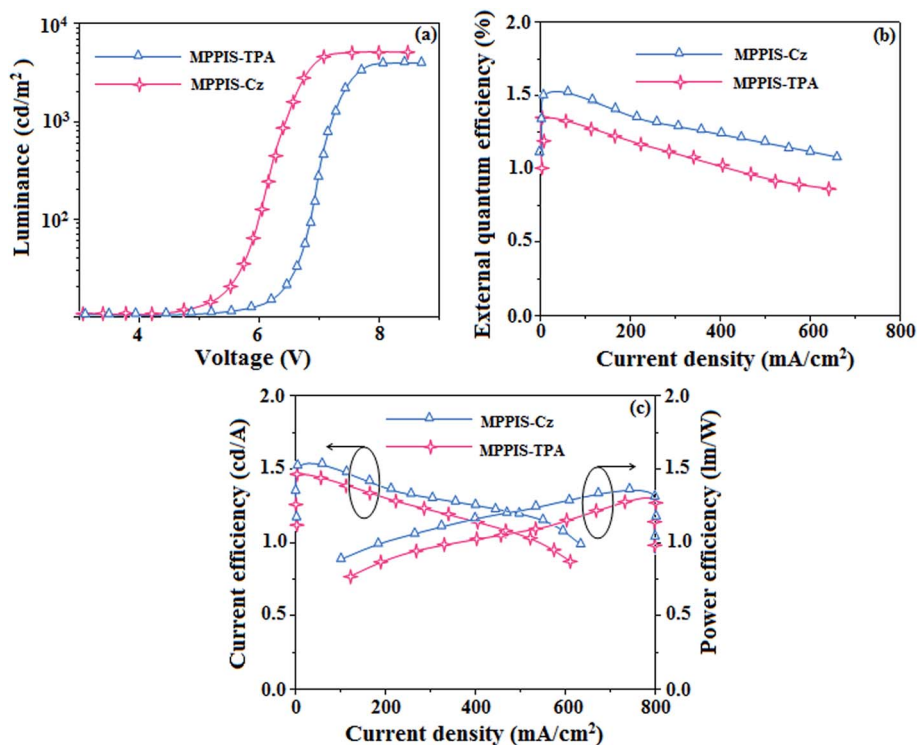 (a)
MPPIS-TPA
MPPIS-Cz
Luminance (cd/m²)
10⁴
10³
10²
4
6
8
Voltage (V)
(b)
MPPIS-Cz
MPPIS-TPA
External quantum efficiency (%)
2.0
1.5
1.0
0.5
0.0
0
200
400
600
800
Current density (mA/cm²)
(c)
MPPIS-Cz
MPPIS-TPA
Current efficiency (cd/A)
2.0
1.5
1.0
0.5
0.0
0
200
400
600
800
Current density (mA/cm²)
2.0
1.5
1.0
0.5
0.0
Power efficiency (lm/W)